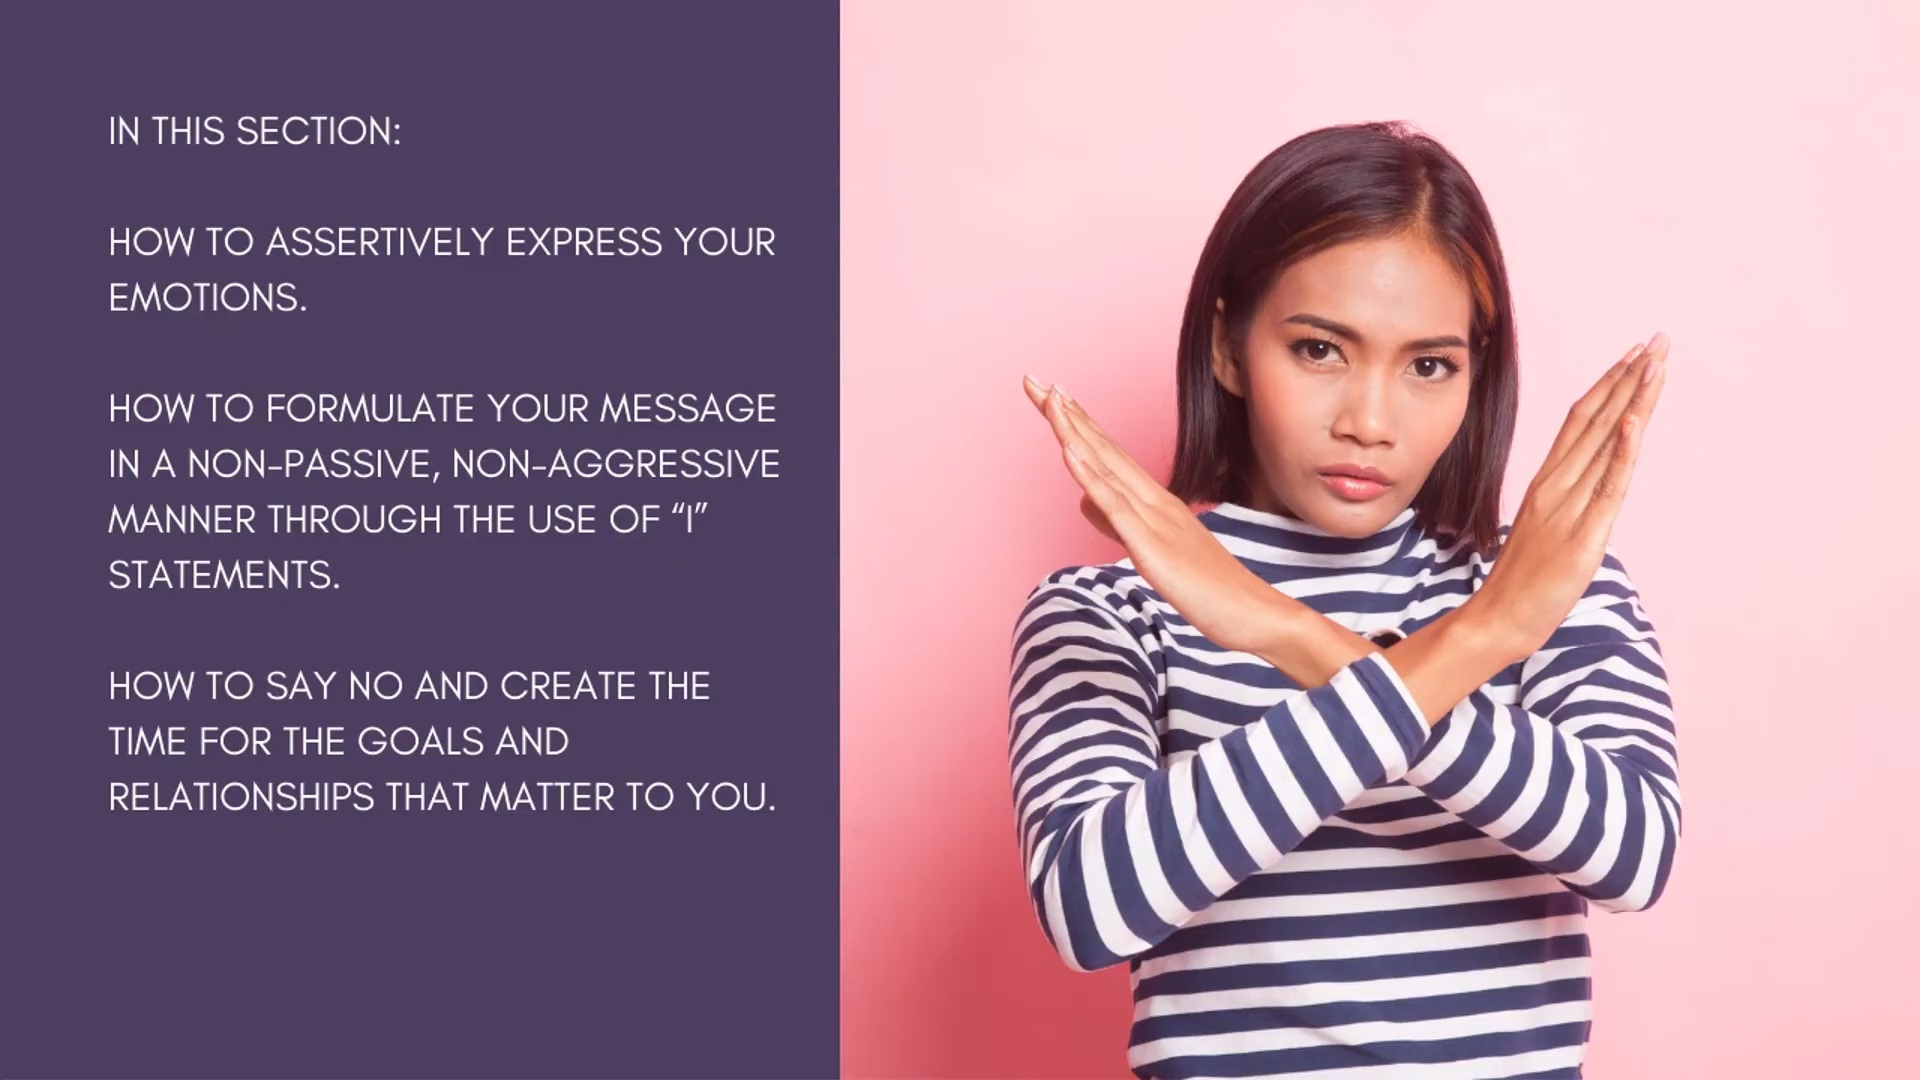 IN THIS SECTION:
HOW TO ASSERTIVELY EXPRESS YOUR
EMOTIONS.
HOW TO FORMULATE YOUR MESSAGE
IN A NON-PASSIVE, NON-AGGRESSIVE
MANNER THROUGH THE USE OF “I”
STATEMENTS.
HOW TO SAY NO AND CREATE THE
TIME FOR THE GOALS AND
RELATIONSHIPS THAT MATTER TO YOU.